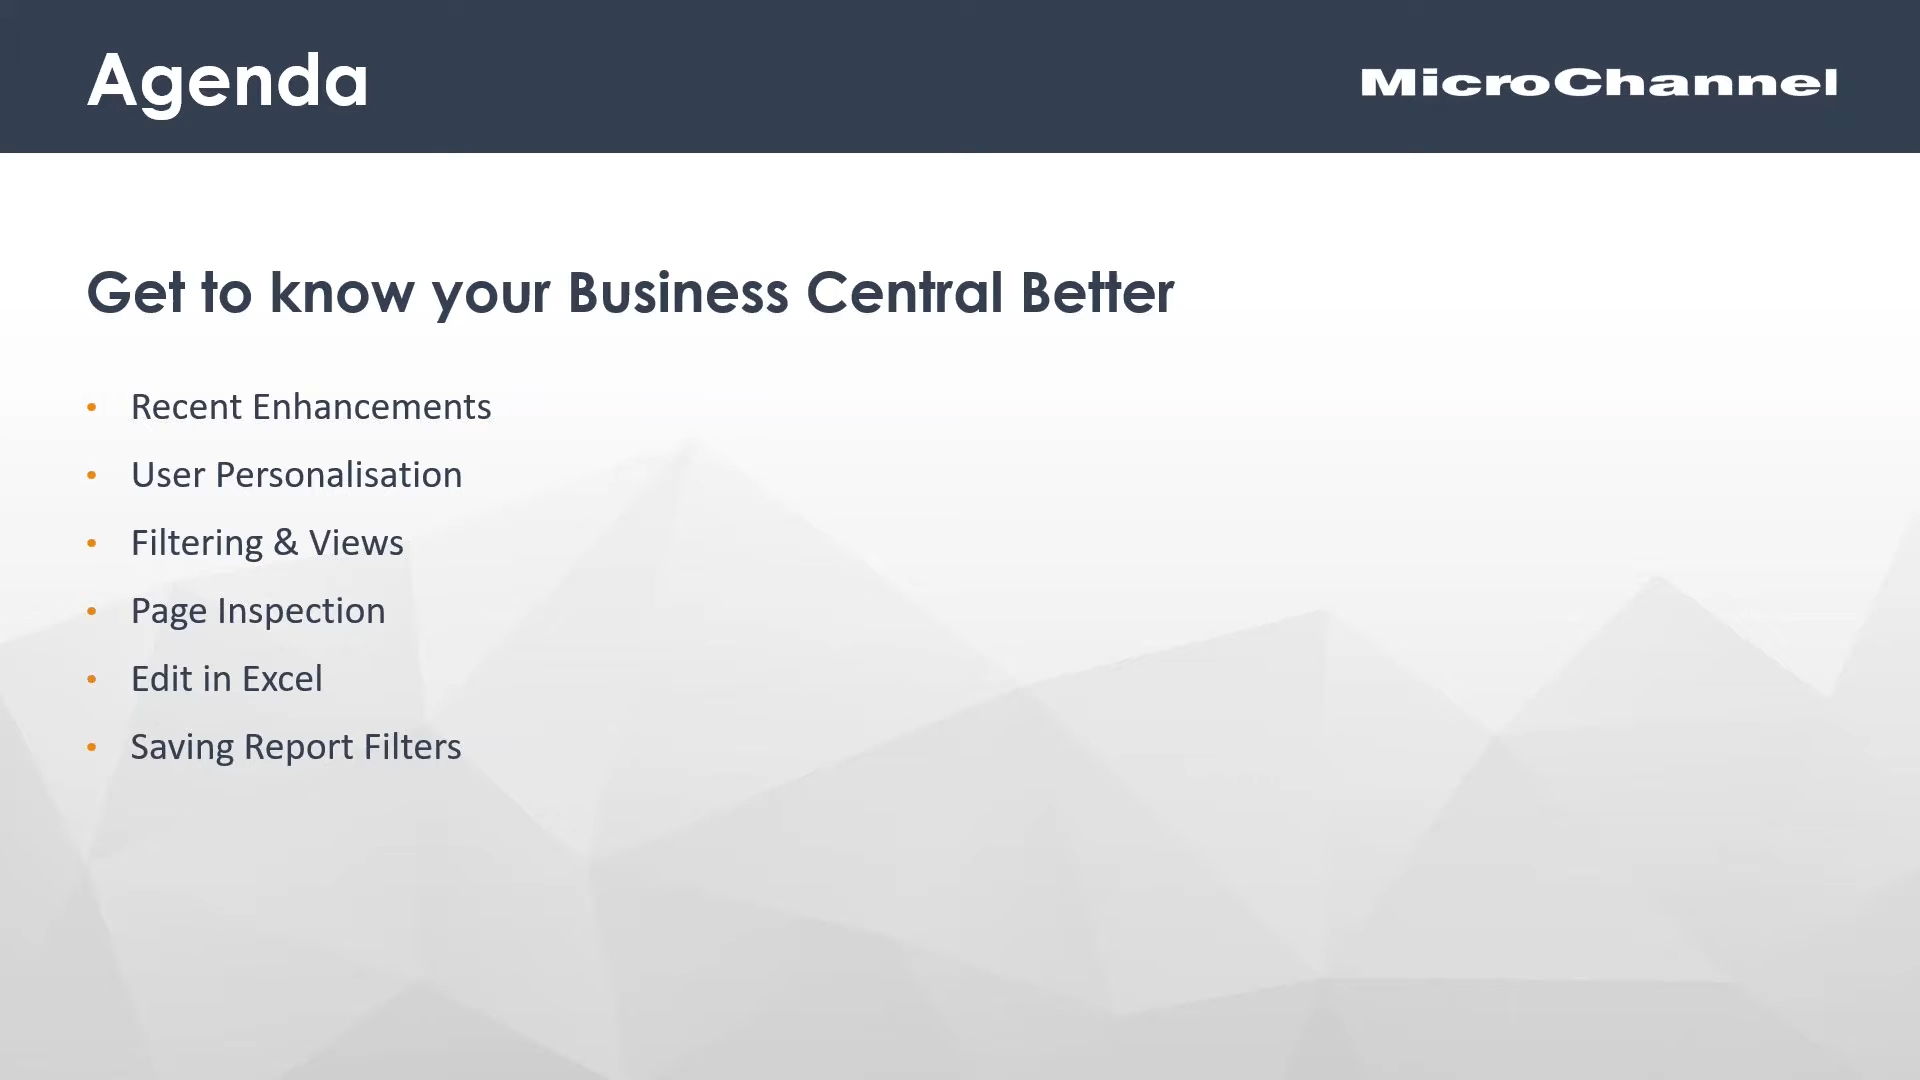 Agenda
MicroChannel
Get to know your Business Central Better
• Recent Enhancements
• User Personalisation
• Filtering & Views
• Page Inspection
• Edit in Excel
• Saving Report Filters